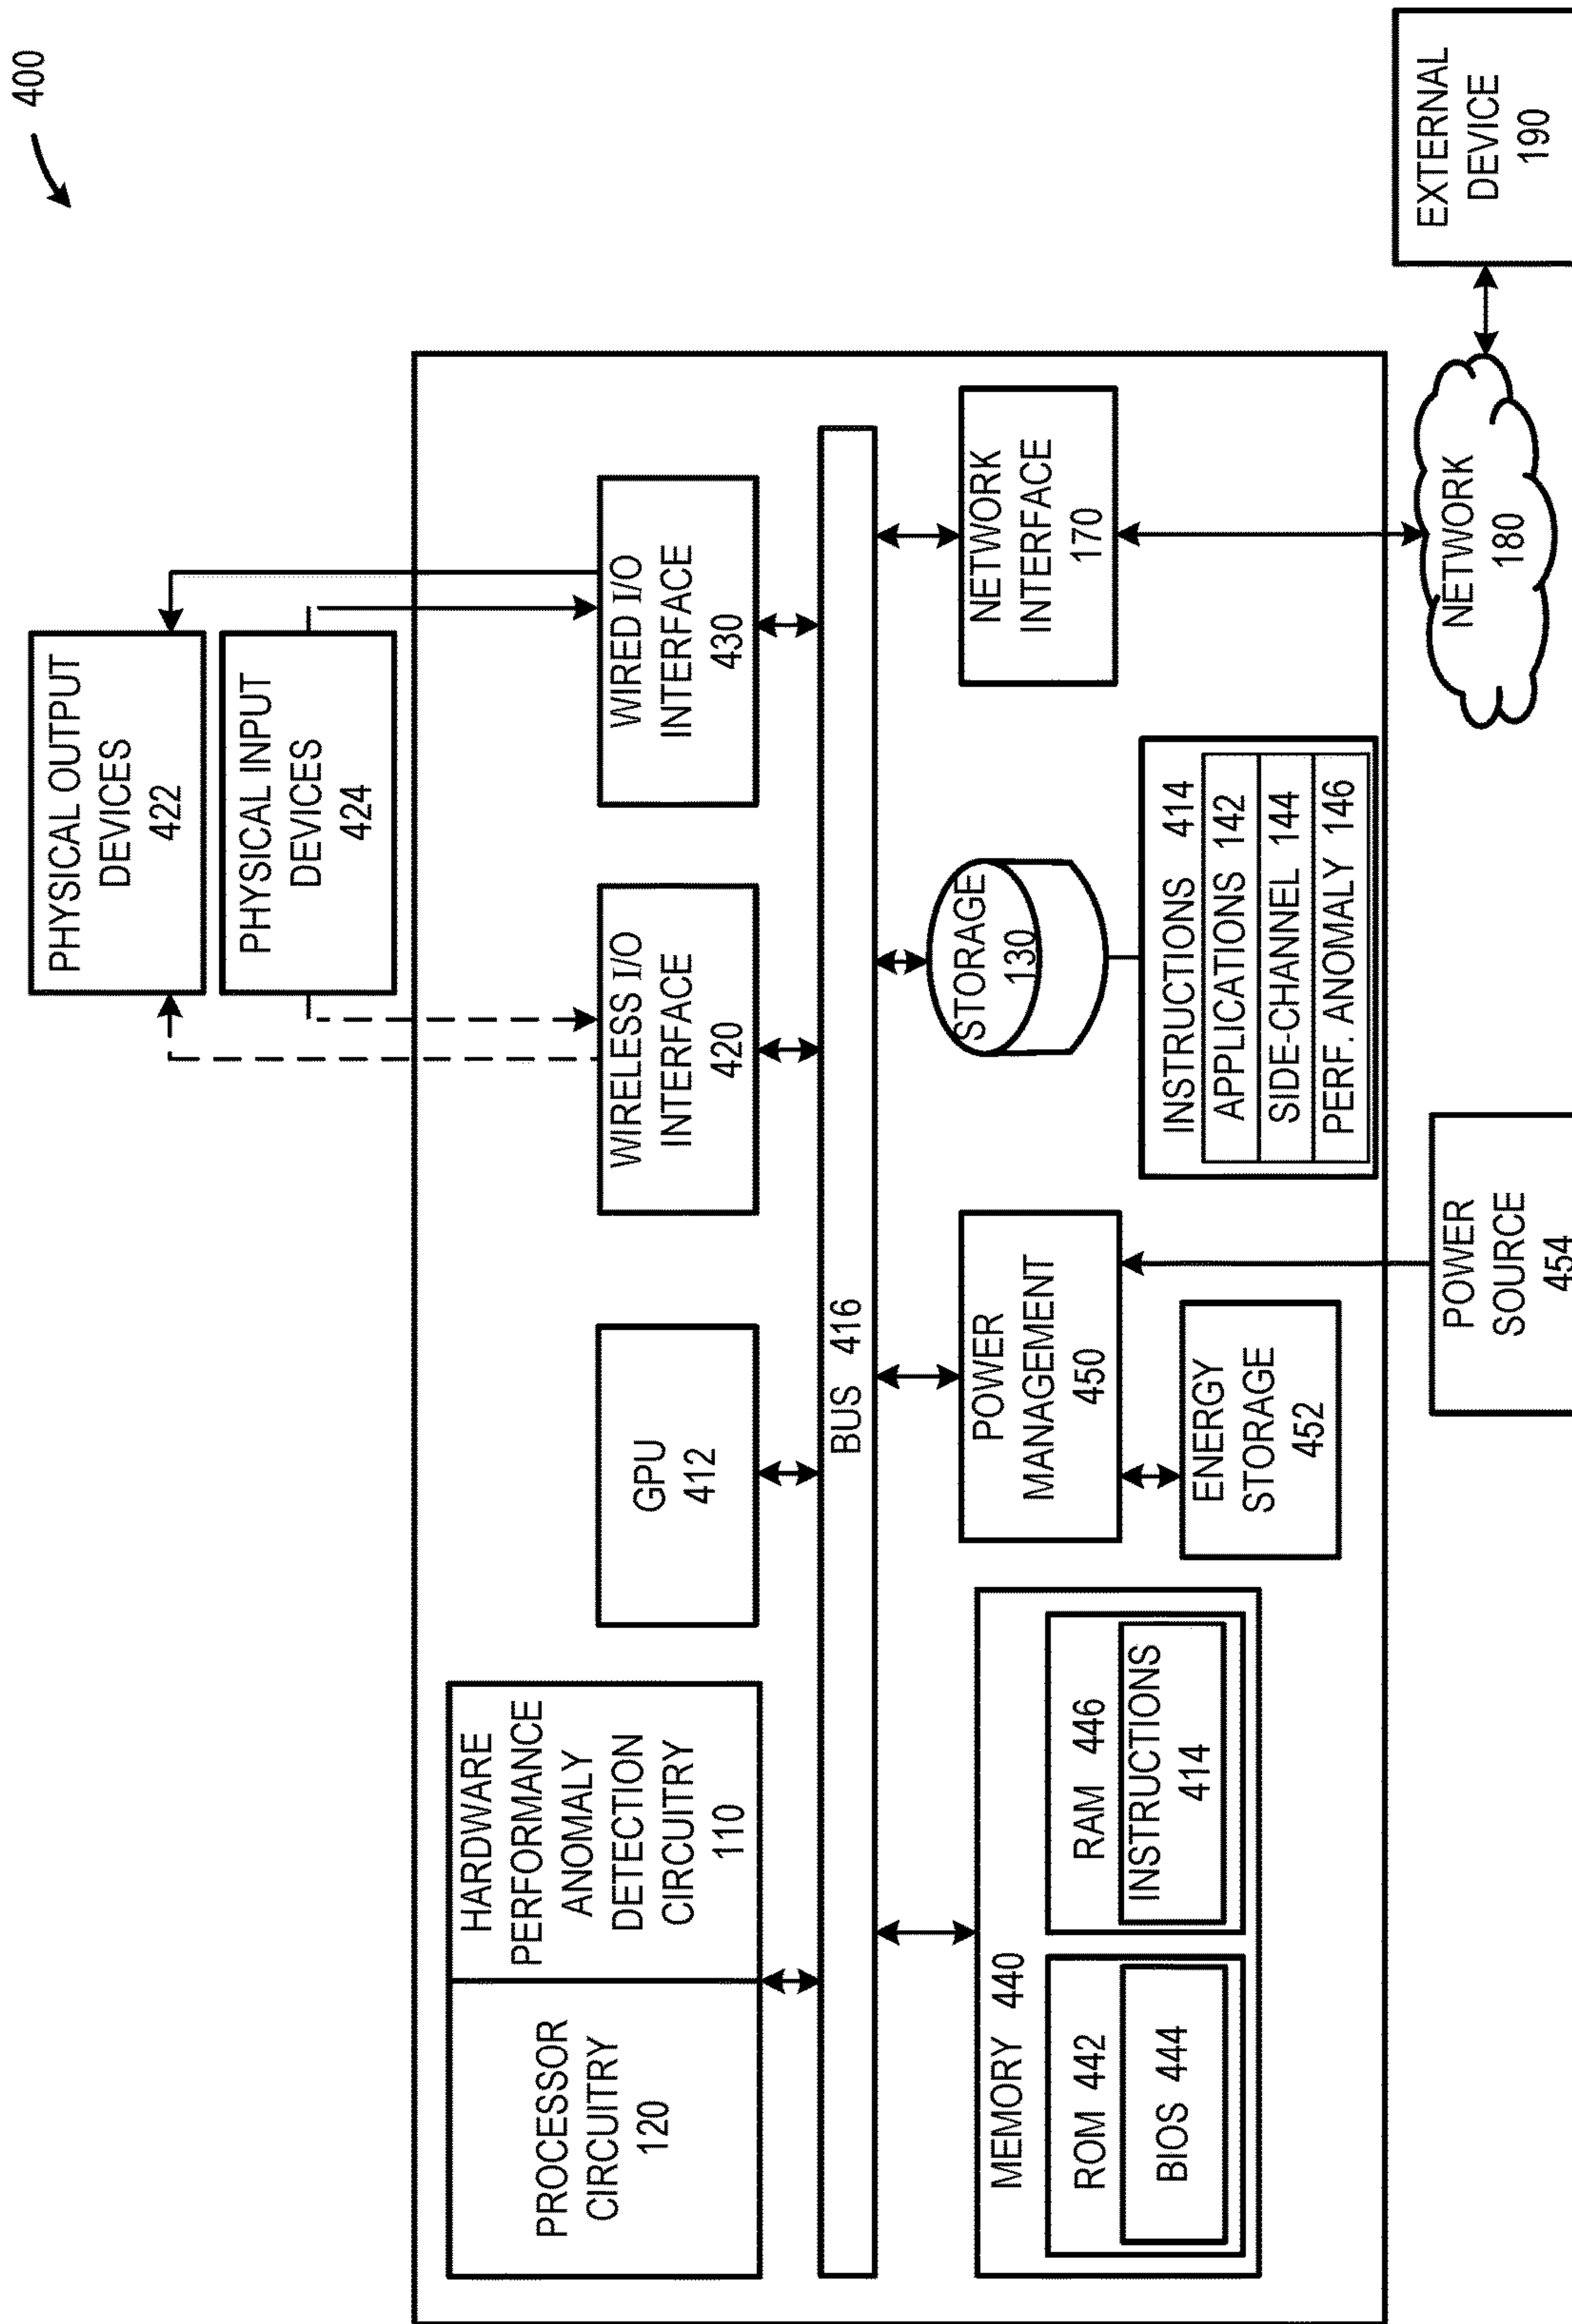 400
PHYSICAL OUTPUT
DEVICES
422
PHYSICAL INPUT
DEVICES
424
PROCESSOR
CIRCUITRY
120
HARDWARE
PERFORMANCE
ANOMALY
DETECTION
CIRCUITRY
110
GPU
412
WIRELESS I/O
INTERFACE
420
WIRED I/O
INTERFACE
430
BUS 416
MEMORY 440
ROM 442
BIOS 444
RAM 446
INSTRUCTIONS
414
POWER
MANAGEMENT
450
ENERGY
STORAGE
452
STORAGE
130
INSTRUCTIONS 414
APPLICATIONS 142
SIDE-CHANNEL 144
PERF. ANOMALY 146
NETWORK
INTERFACE
170
POWER
SOURCE
454
NETWORK
180
EXTERNAL
DEVICE
190